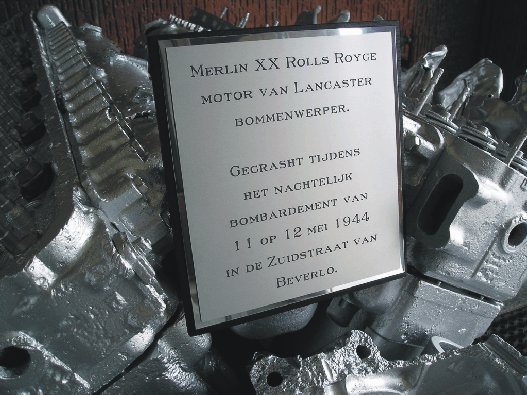 Merlin XX Rolls Royce
motor van Lancaster
bommenwerper.
Gecrasht tijdens
het nachtelijk
bombardement van
11 op 12 mei 1944
in de Zuidstraat van
Beverlo.